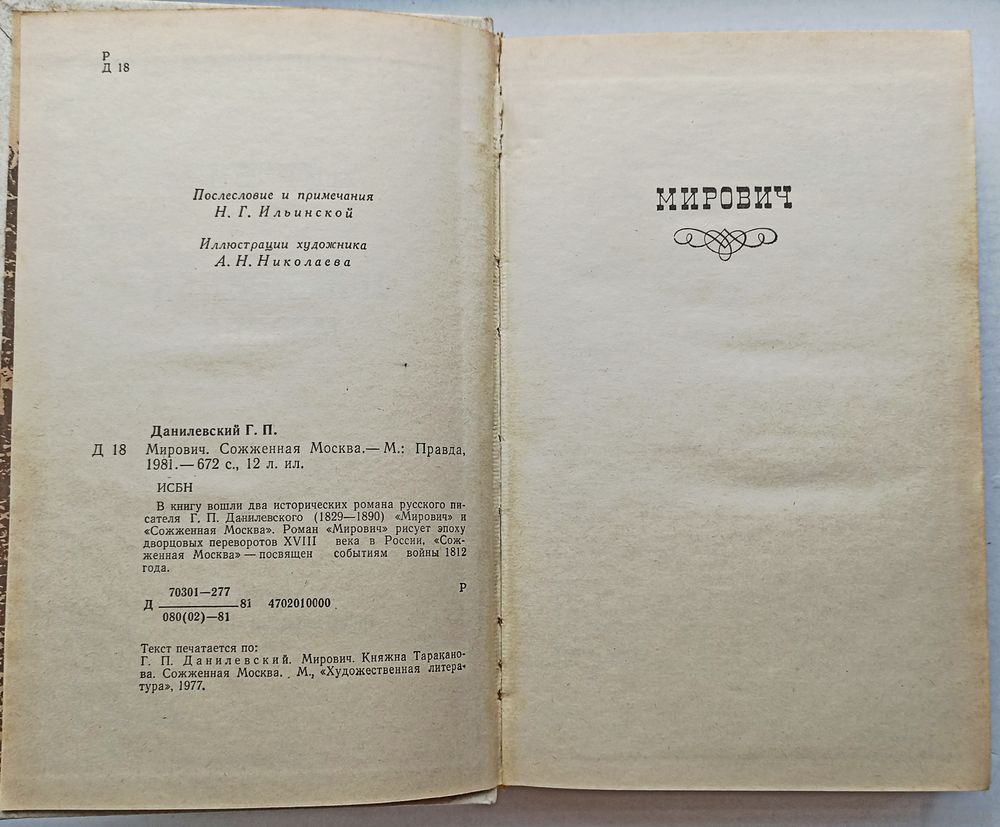 Р
Д 18
Послесловие и примечания
Н. Г. Ильинской
Иллюстрации художника
А. Н. Николаева
Данилевский Г. П.
Д 18 Мирович. Сожженная Москва.— М.: Правда,
1981.— 672 с., 12 л. ил.
ИСБН
В книгу вошли два исторических романа русского пи-
сателя Г. П. Данилевского (1829—1890) «Мирович» и
«Сожженная Москва». Роман «Мирович» рисует эпоху
дворцовых переворотов XVIII века в России, «Сож-
женная Москва» — посвящен событиям войны 1812
года.
70301—277 Р
Д ———— 81 4702010000
080(02)—81
Текст печатается по:
Г. П. Данилевский. Мирович. Княжна Таракано-
ва. Сожженная Москва. М., «Художественная литера-
тура», 1977.
МИРОВИЧ